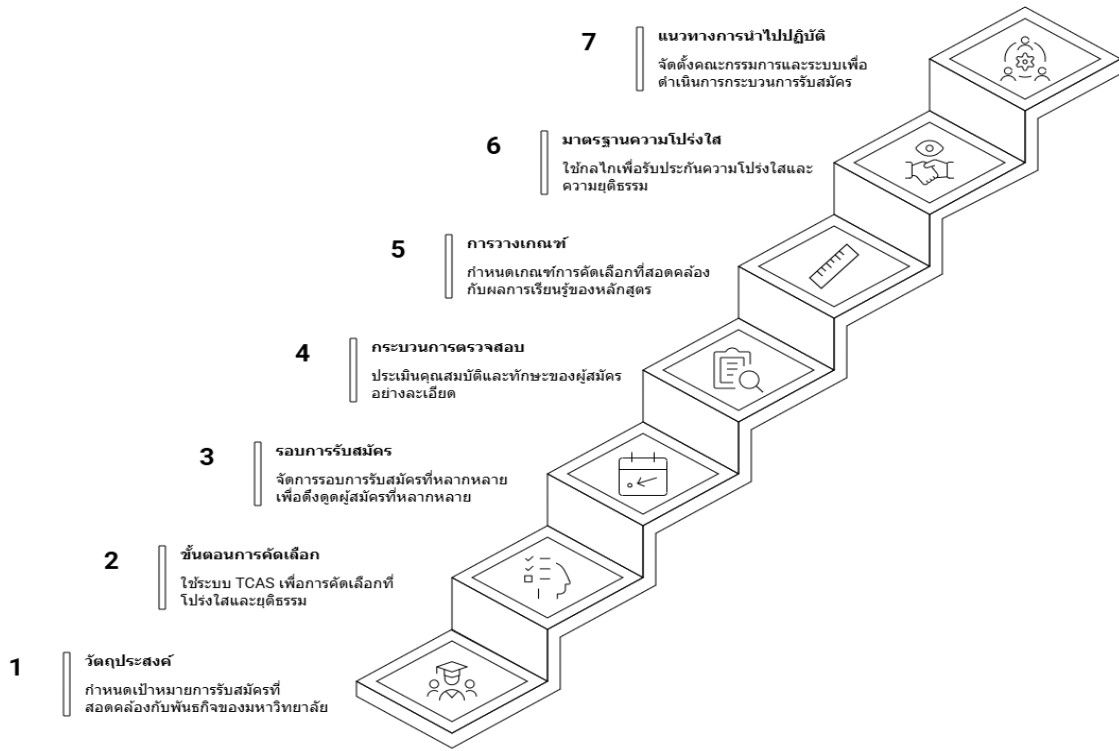 7
แนวทางการนำไปปฏิบัติ
จัดตั้งคณะกรรมการและระบบเพื่อ
ดำเนินการกระบวนการรับสมัคร
6
มาตรฐานความโปร่งใส
ใช้กลไกเพื่อรับประกันความโปร่งใสและ
ความยุติธรรม
5
การวางเกณฑ์
กำหนดเกณฑ์การคัดเลือกที่สอดคล้อง
กับผลการเรียนรู้ของหลักสูตร
4
กระบวนการตรวจสอบ
ประเมินคุณสมบัติและทักษะของผู้สมัคร
อย่างละเอียด
3
รอบการรับสมัคร
จัดการรอบการรับสมัครที่หลากหลาย
เพื่อดึงดูดผู้สมัครที่หลากหลาย
2
ขั้นตอนการคัดเลือก
ใช้ระบบ TCAS เพื่อการคัดเลือกที่
โปร่งใสและยุติธรรม
1
วัตถุประสงค์
กำหนดเป้าหมายการรับสมัครที่
สอดคล้องกับพันธกิจของมหาวิทยาลัย